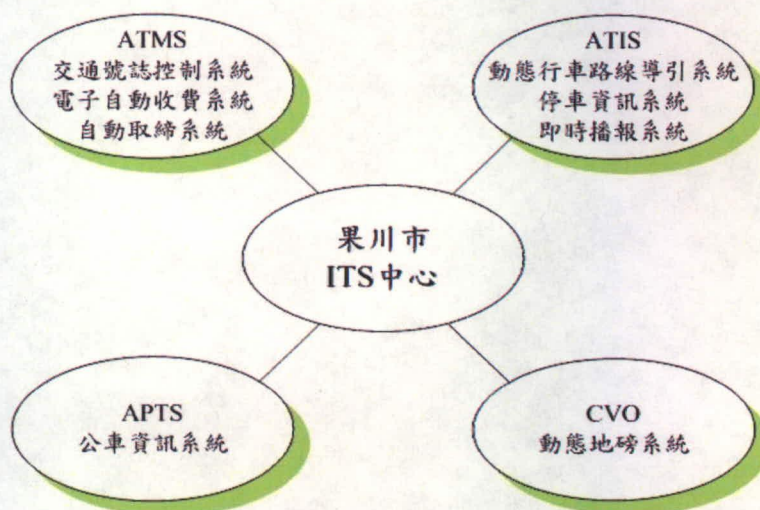 ATMS
交通號誌控制系統
電子自動收費系統
自動取締系統
ATIS
動態行車路線導引系統
停車資訊系統
即時播報系統
果川市
ITS中心
APTS
公車資訊系統
CVO
動態地磅系統